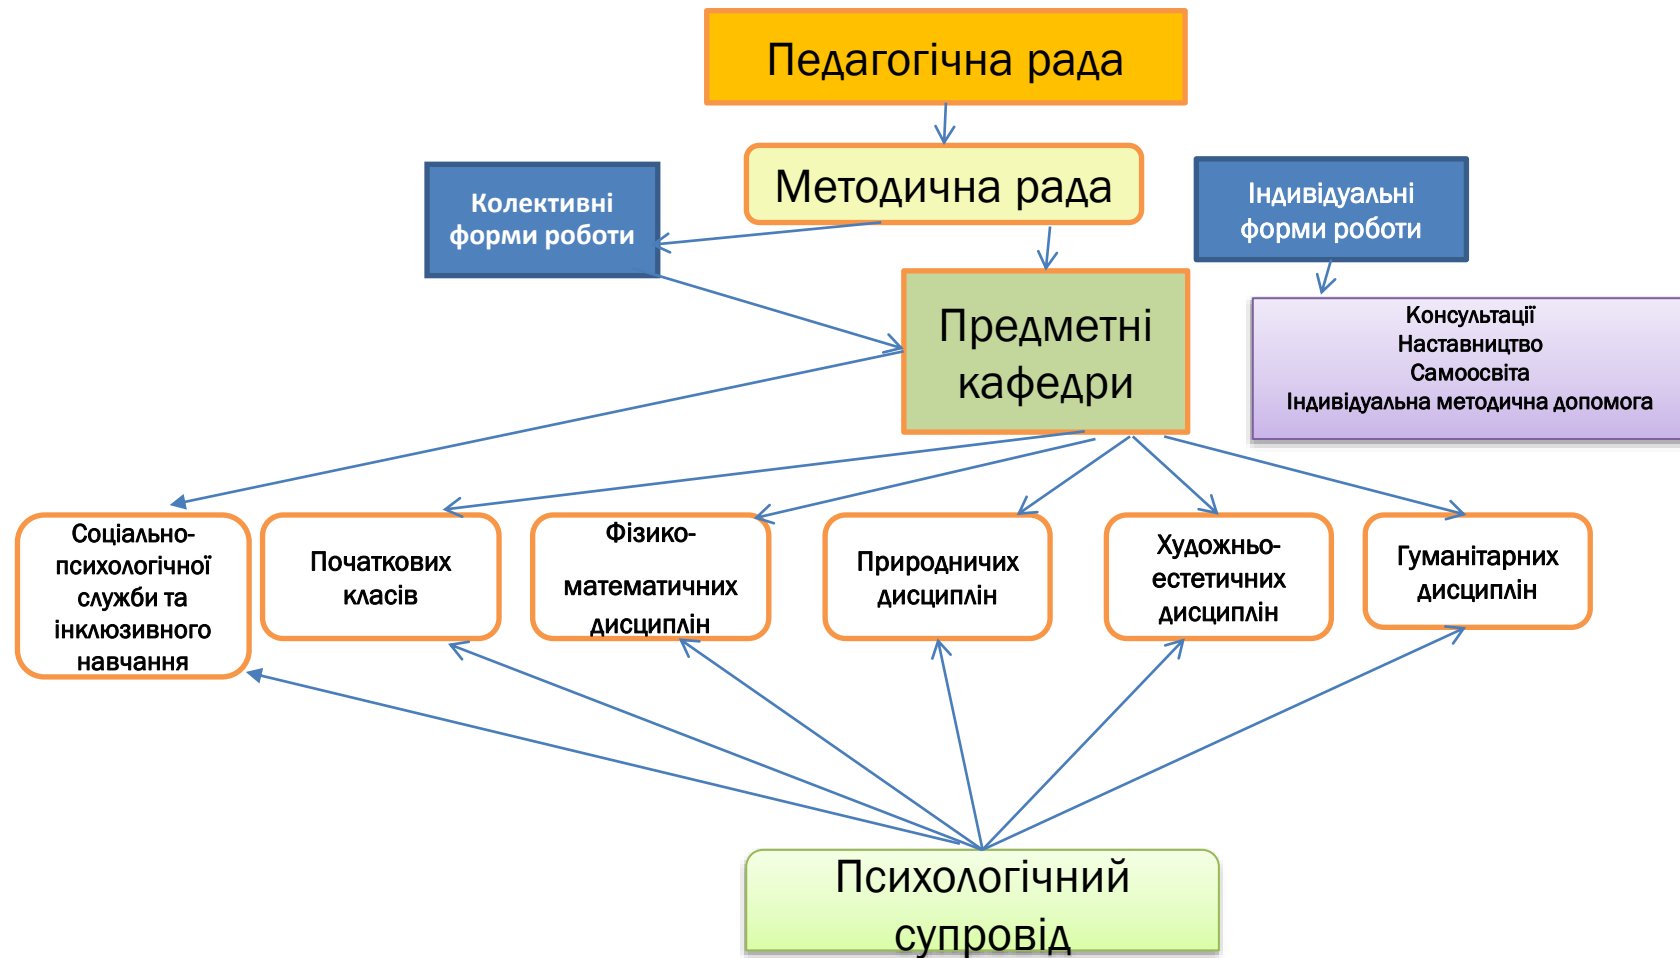 Педагогічна рада
Методична рада
Колективні
форми роботи
Індивідуальні
форми роботи
Предметні
кафедри
Консультації
Наставництво
Самоосвіта
Індивідуальна методична допомога
Соціально-
психологічної
служби та
інклюзивного
навчання
Початкових
класів
Фізико-
математичних
дисциплін
Природничих
дисциплін
Художньо-
естетичних
дисциплін
Гуманітарних
дисциплін
Психологічний
супровід